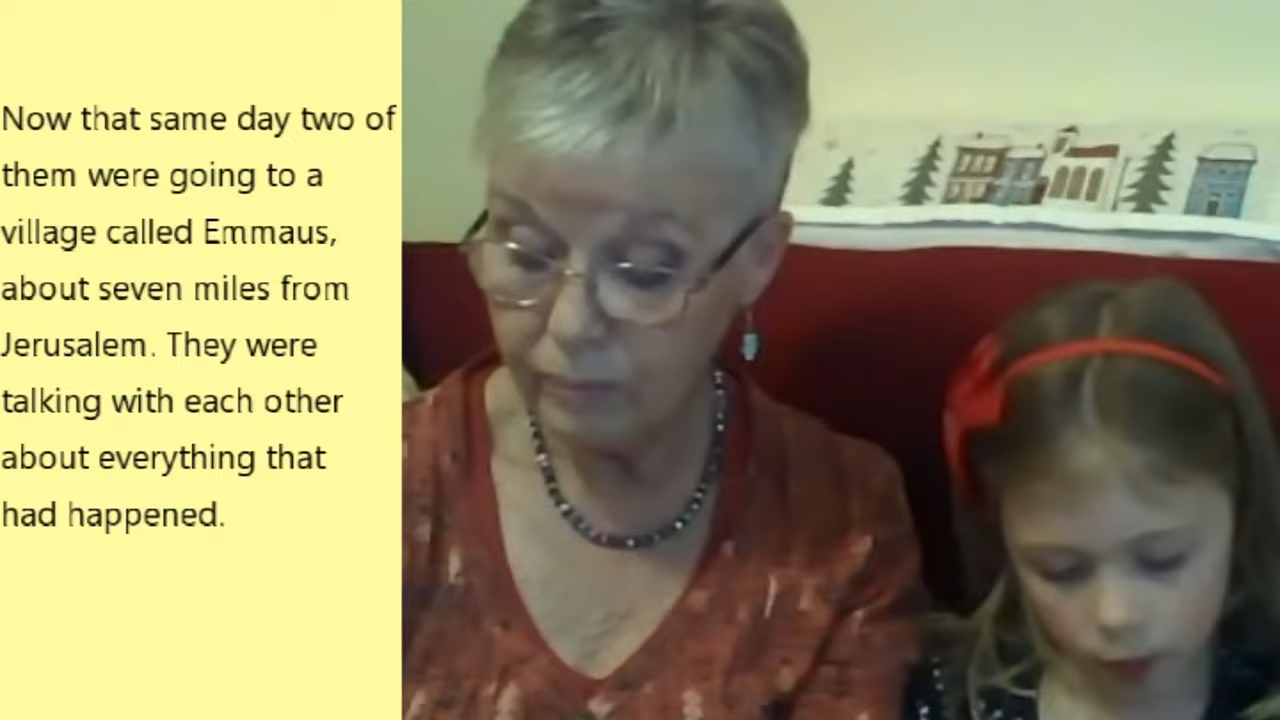 Now that same day two of
them were going to a
village called Emmaus,
about seven miles from
Jerusalem. They were
talking with each other
about everything that
had happened.